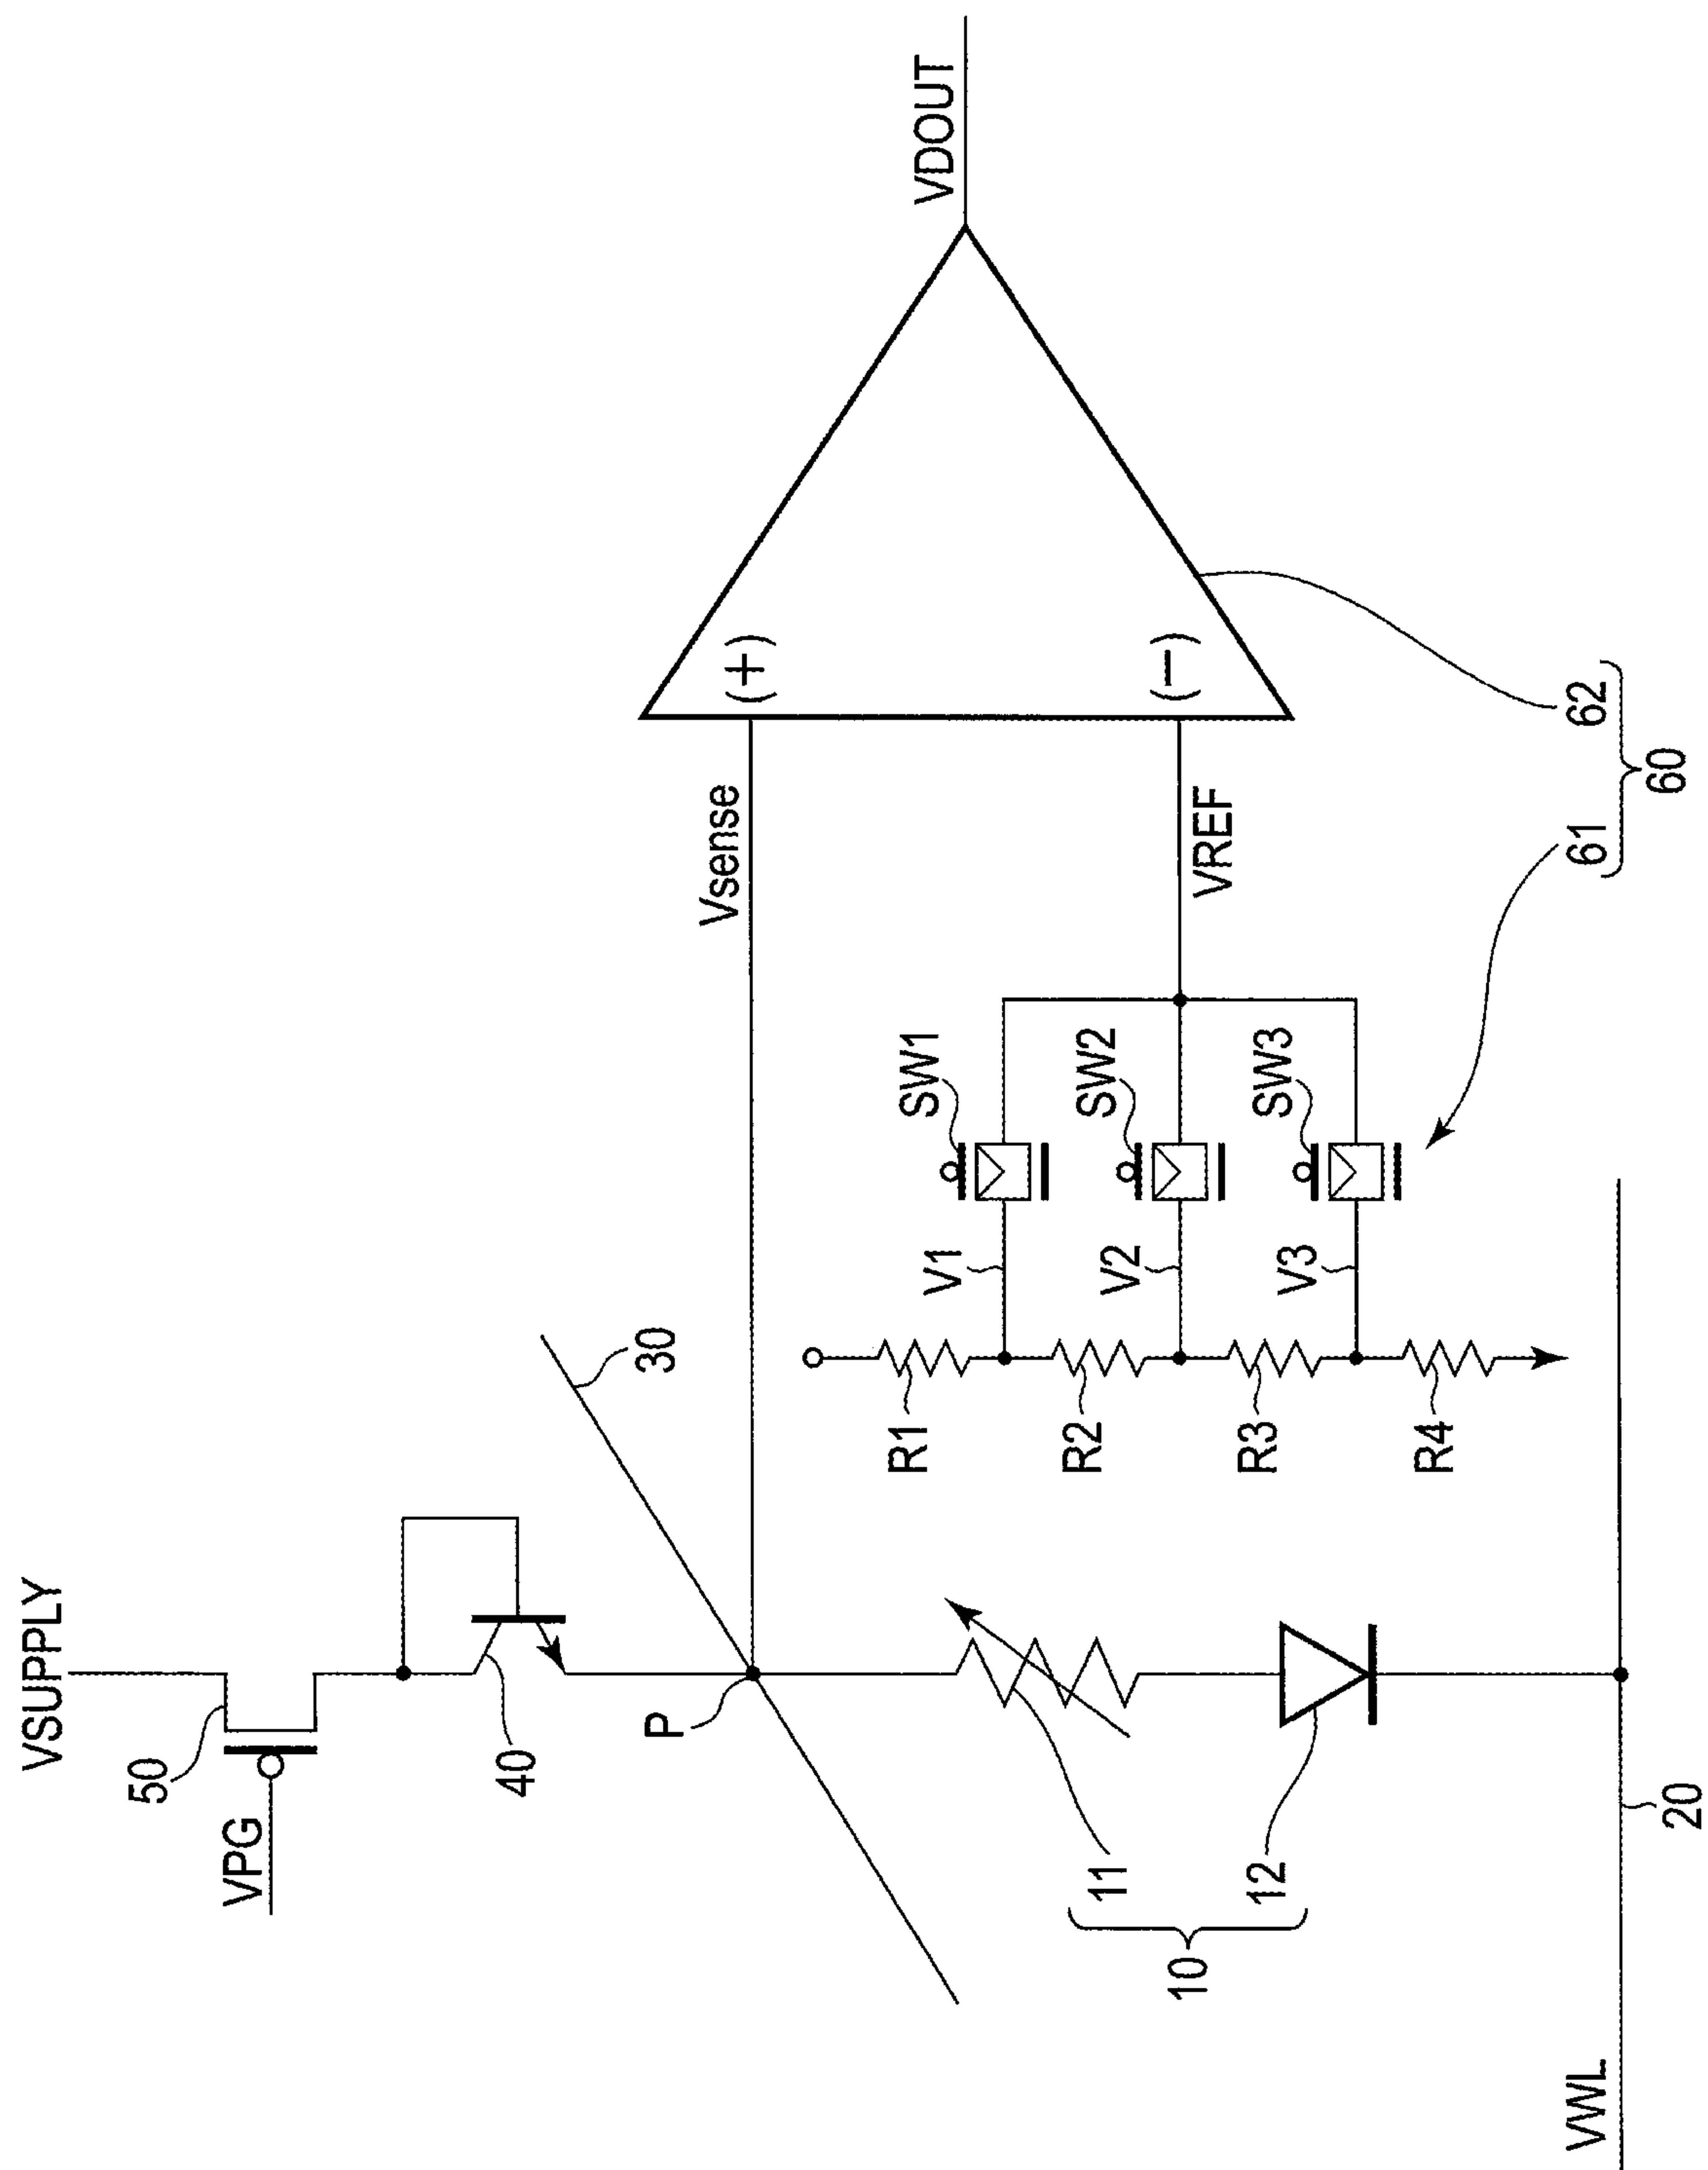 VSUPPLY
50
VPG
40
P
30
Vsense
(+)
(−)
VDOUT
VREF
SW1
SW2
SW3
V1
V2
V3
R1
R2
R3
R4
11
12
10
61
62
60
VWL
20